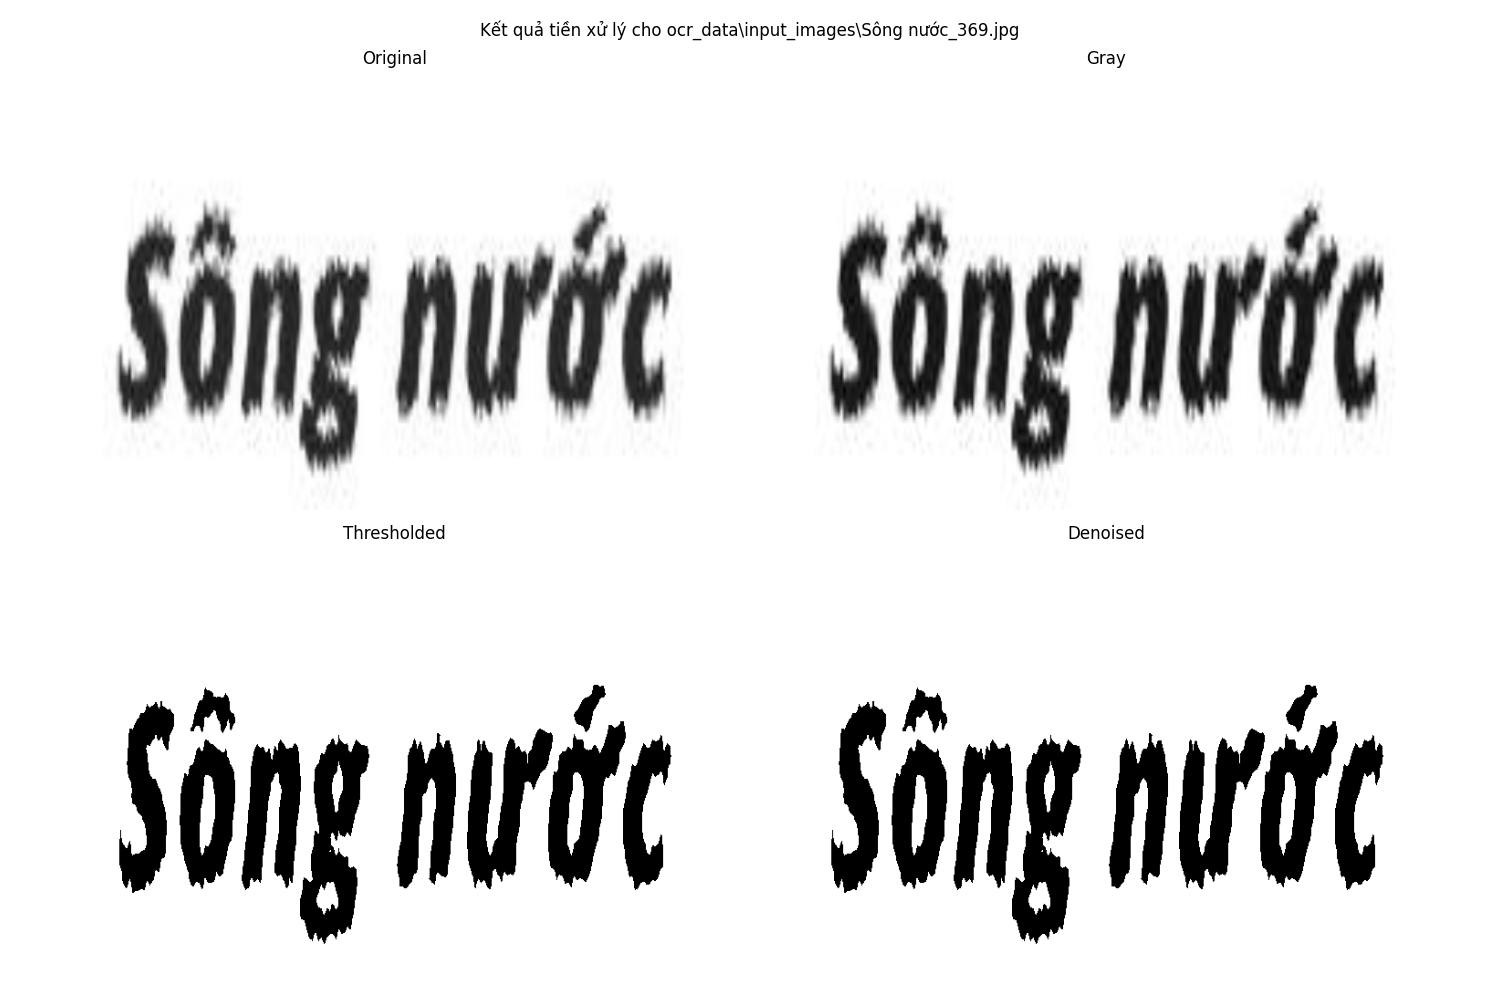 Kết quả tiền xử lý cho ocr_data\input_images\Sông nước_369.jpg
Original
Gray
Sông nước
Sông nước
Thresholded
Denoised
Sông nước
Sông nước